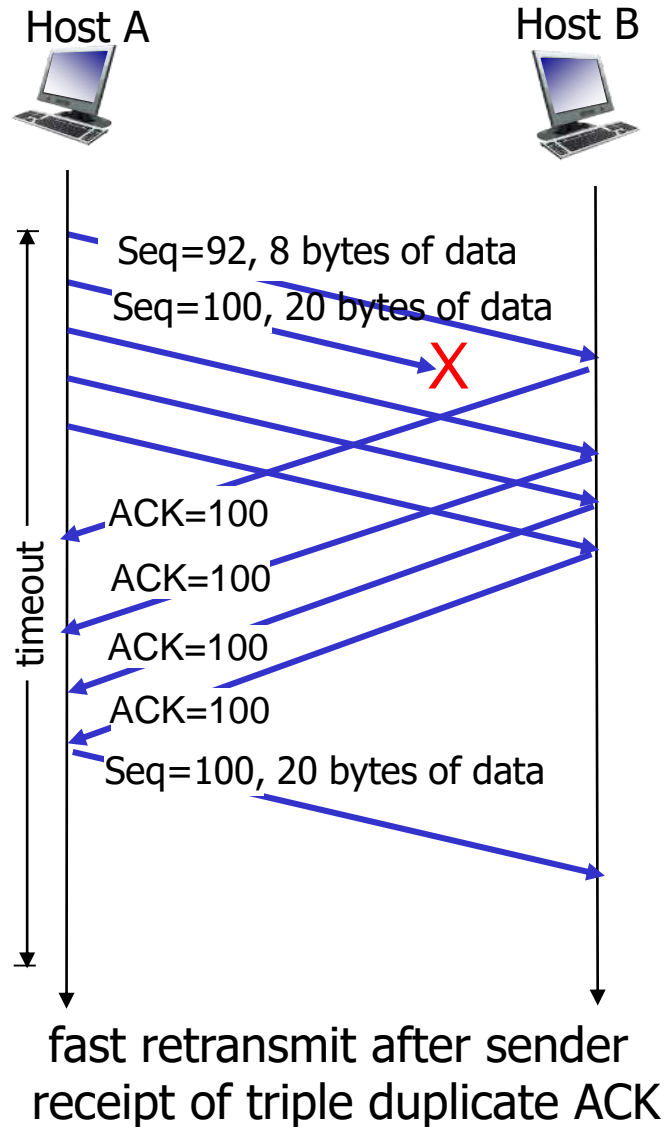 Host A
Host B
Seq=92, 8 bytes of data
Seq=100, 20 bytes of data
X
timeout
ACK=100
ACK=100
ACK=100
ACK=100
Seq=100, 20 bytes of data
fast retransmit after sender
receipt of triple duplicate ACK